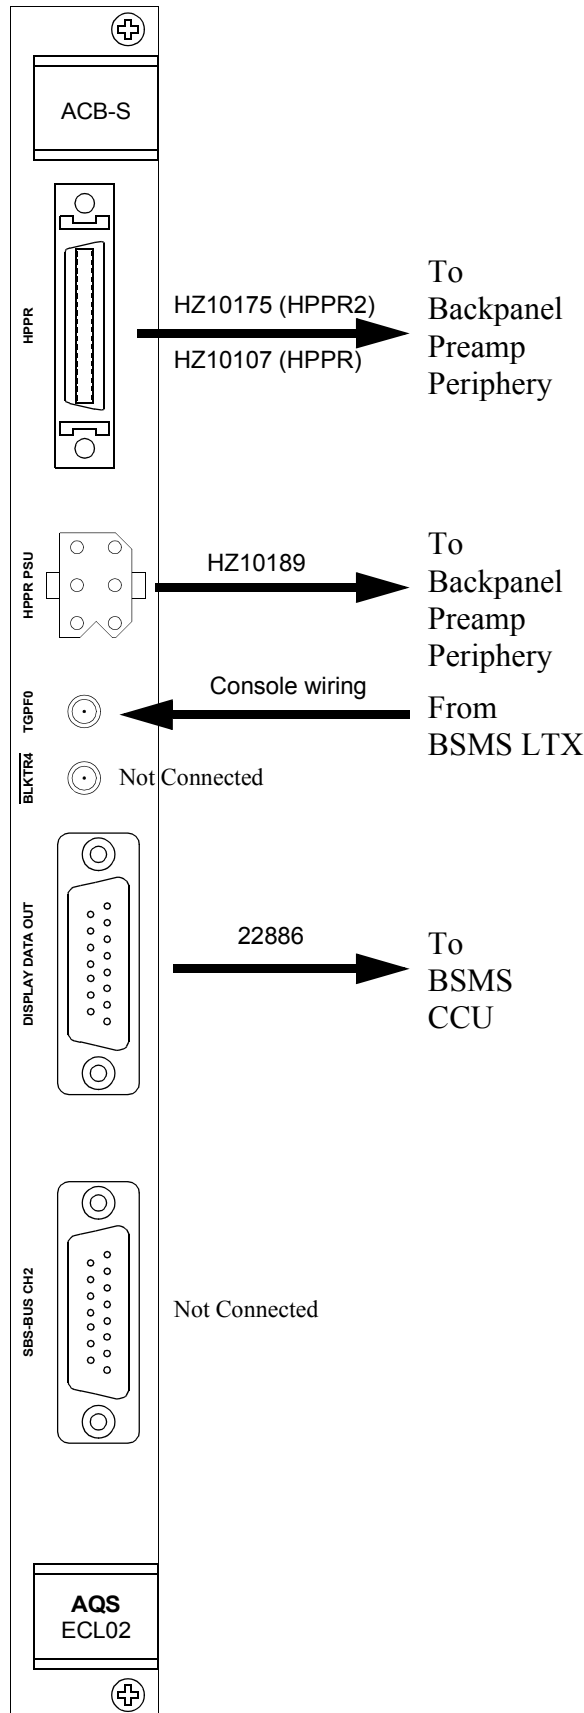 ACB-S
HPPR
HZ10175 (HPPR2)
HZ10107 (HPPR)
To
Backpanel
Preamp
Periphery
HPPR PSU
HZ10189
To
Backpanel
Preamp
Periphery
TGPF0
Console wiring
From
BSMS LTX
BLKTR4
Not Connected
DISPLAY DATA OUT
22886
To
BSMS
CCU
SBS-BUS CH2
Not Connected
AQS
ECL02